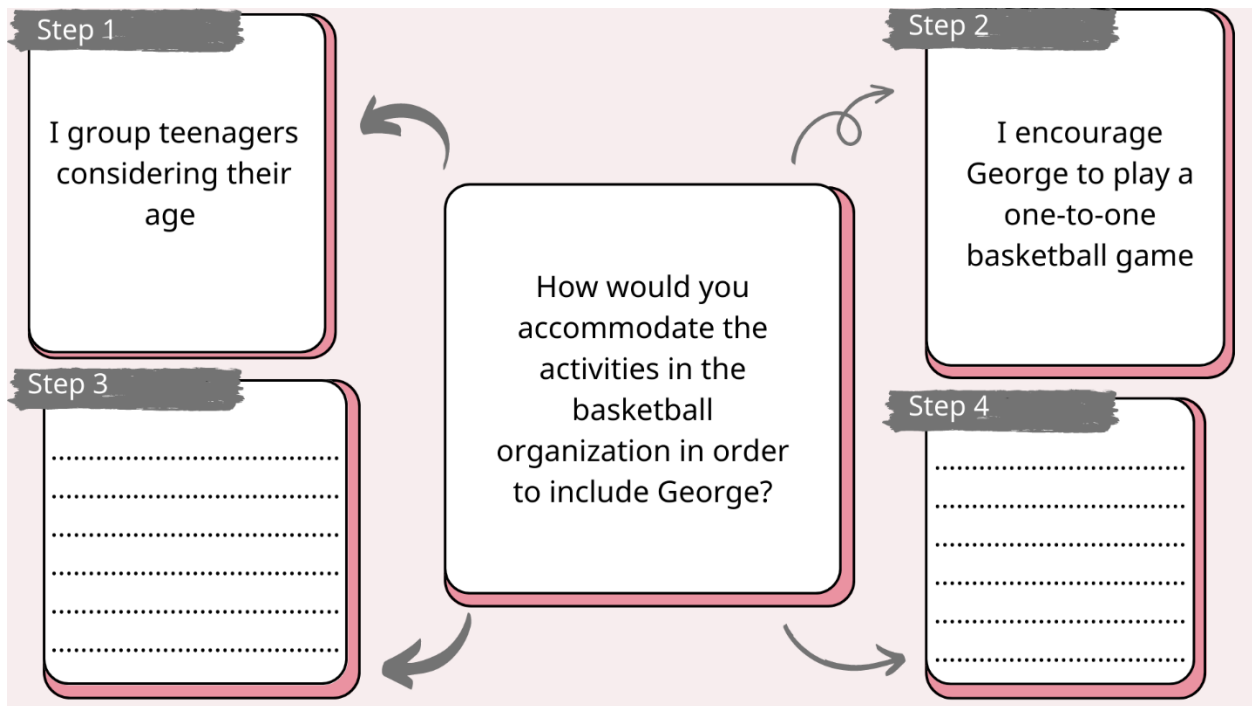 Step 1
I group teenagers
considering their
age
Step 2
I encourage
George to play a
one-to-one
basketball game
How would you
accommodate the
activities in the
basketball
organization in order
to include George?
Step 3
Step 4